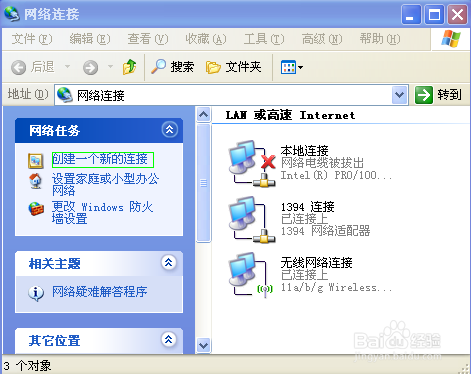 网络连接
文件(F) 编辑(E) 查看(V) 收藏(A) 工具(T) 高级(N) 帮助(H)
后退 搜索 文件夹
地址(D) 网络连接 转到
网络任务
创建一个新的连接
设置家庭或小型办公
网络
更改 Windows 防火
墙设置
相关主题
网络疑难解答程序
其它位置
LAN 或高速 Internet
本地连接
网络电缆被拔出
Intel(R) PRO/100...
1394 连接
已连接上
1394 网络适配器
无线网络连接
已连接上
11a/b/g Wireless...
Baidu 经验
jingyan.baidu.com
3 个对象